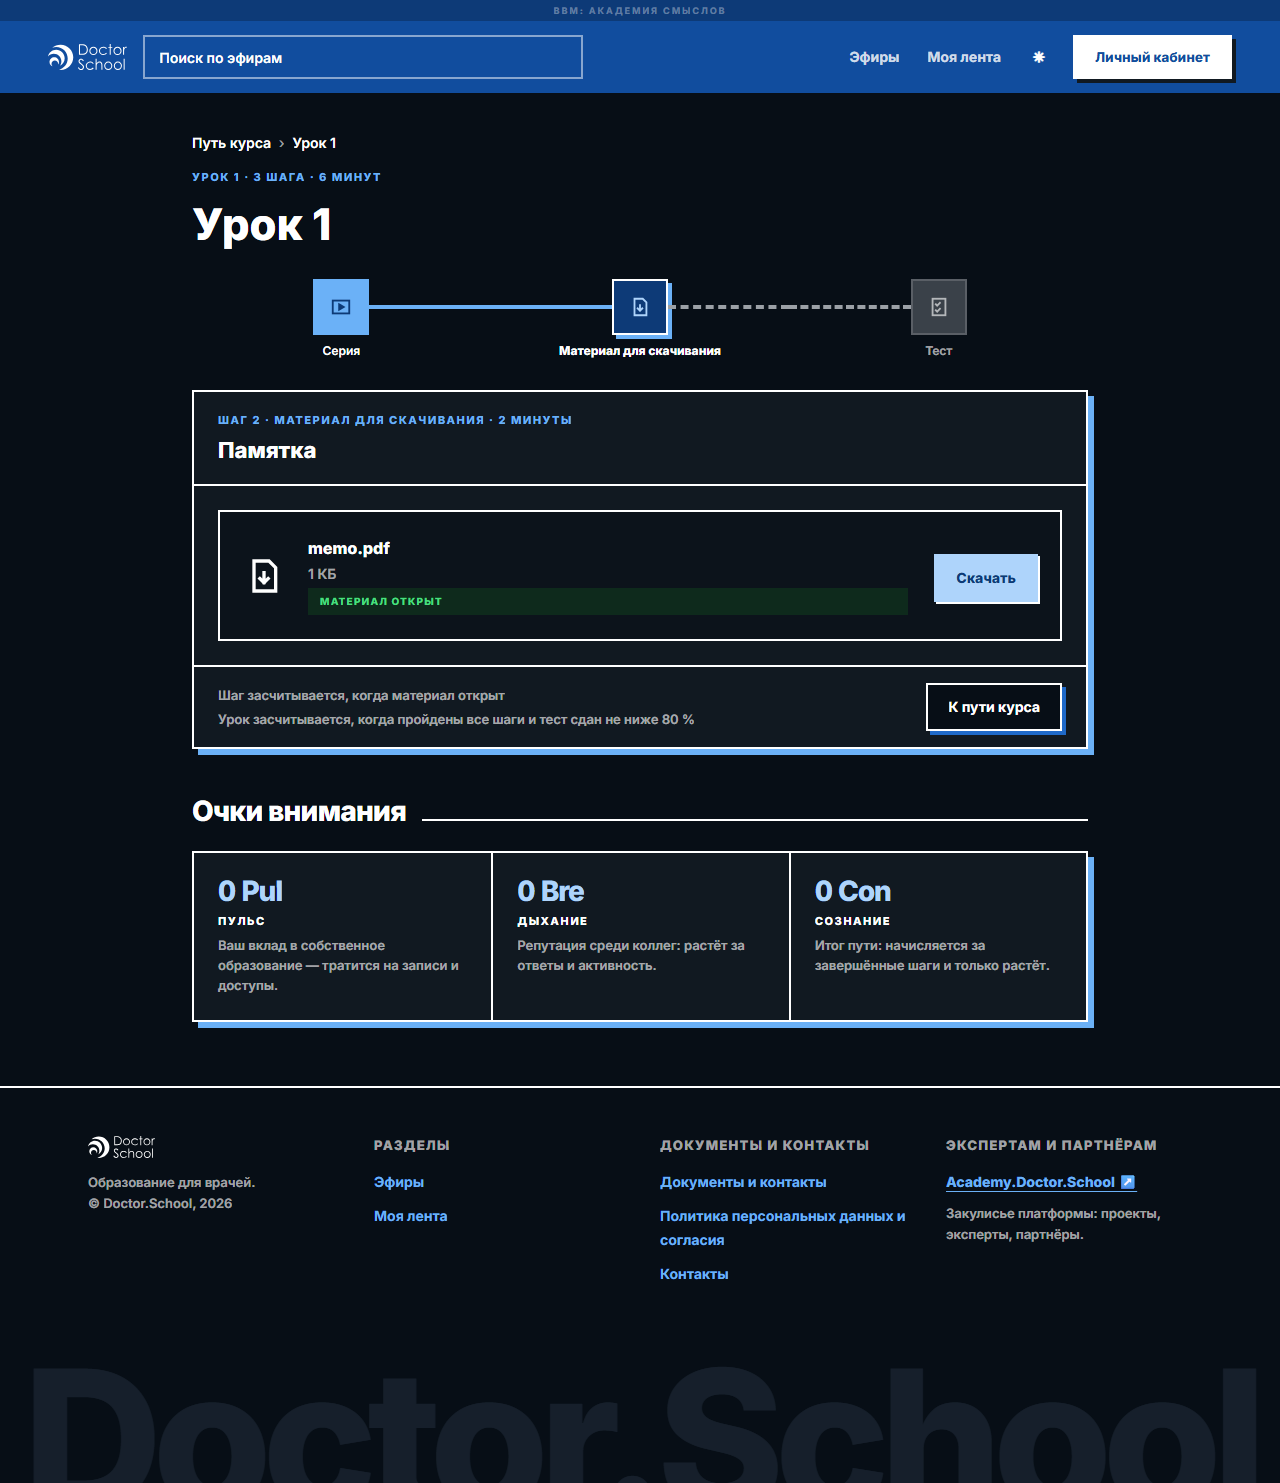 ВВМ: АКАДЕМИЯ СМЫСЛОВ
Doctor School
Поиск по эфирам
Эфиры
Моя лента
Личный кабинет
Путь курса › Урок 1
УРОК 1 · 3 ШАГА · 6 МИНУТ
Урок 1
Серия
Материал для скачивания
Тест
ШАГ 2 · МАТЕРИАЛ ДЛЯ СКАЧИВАНИЯ · 2 МИНУТЫ
Памятка
memo.pdf
1 КБ
МАТЕРИАЛ ОТКРЫТ
Скачать
Шаг засчитывается, когда материал открыт
Урок засчитывается, когда пройдены все шаги и тест сдан не ниже 80 %
К пути курса
Очки внимания
0 Pul
ПУЛЬС
Ваш вклад в собственное
образование — тратится на записи и
доступы.
0 Bre
ДЫХАНИЕ
Репутация среди коллег: растёт за
ответы и активность.
0 Con
СОЗНАНИЕ
Итог пути: начисляется за
завершённые шаги и только растёт.
Doctor School
Образование для врачей.
© Doctor.School, 2026
РАЗДЕЛЫ
Эфиры
Моя лента
ДОКУМЕНТЫ И КОНТАКТЫ
Документы и контакты
Политика персональных данных и
согласия
Контакты
ЭКСПЕРТАМ И ПАРТНЁРАМ
Academy.Doctor.School ↗
Закулисье платформы: проекты,
эксперты, партнёры.
Doctor.School